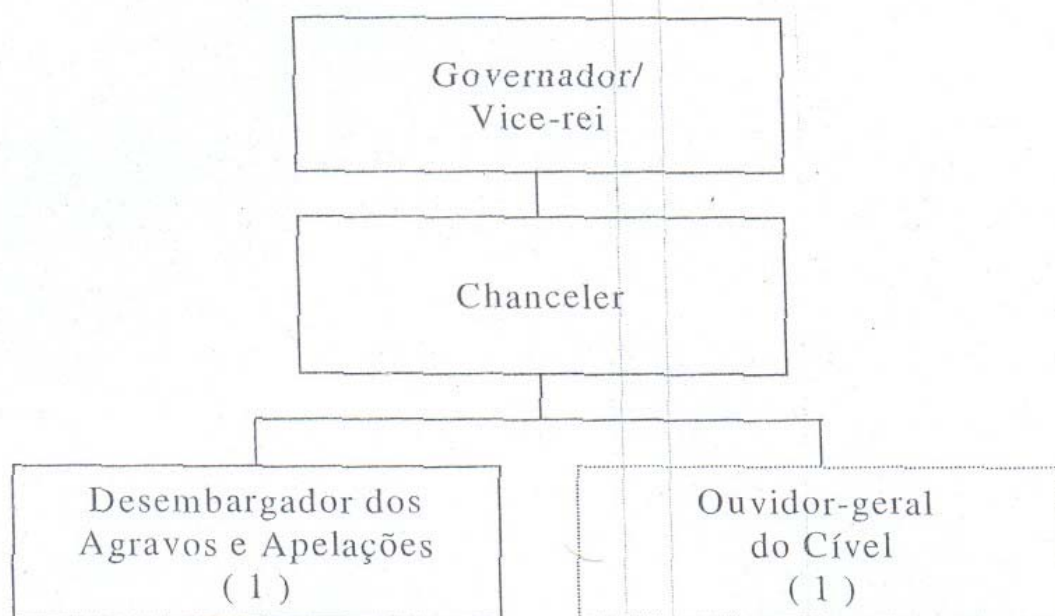 Governador/
Vice-rei
Chanceler
Desembargador dos
Agravos e Apelações
( 1 )
Ouvidor-geral
do Cível
( 1 )